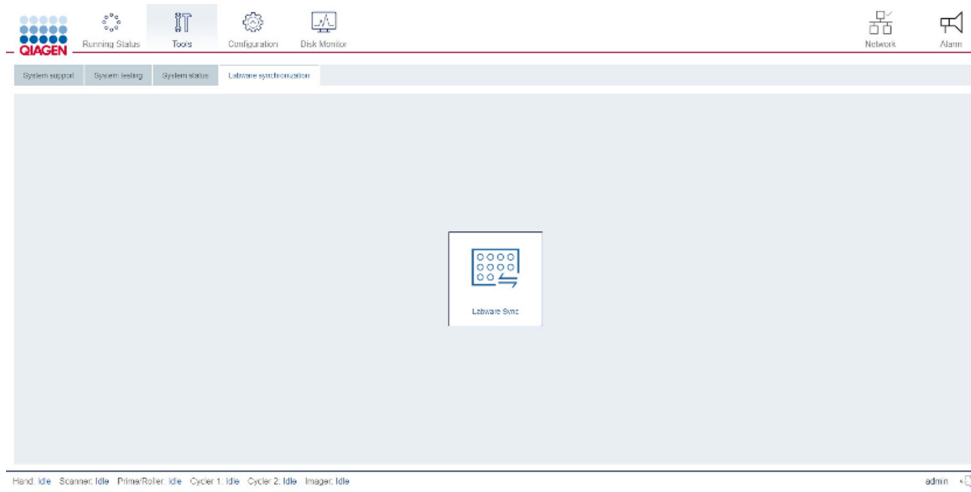 QIAGEN
Running Status
Tools
Configuration
Disk Monitor
Network
Alarm
System support
System testing
System status
Labware synchronization
Labware Sync
Hand: Idle Scanner: Idle Prime/Roller: Idle Cycler 1: Idle Cycler 2: Idle Imager: Idle
admin